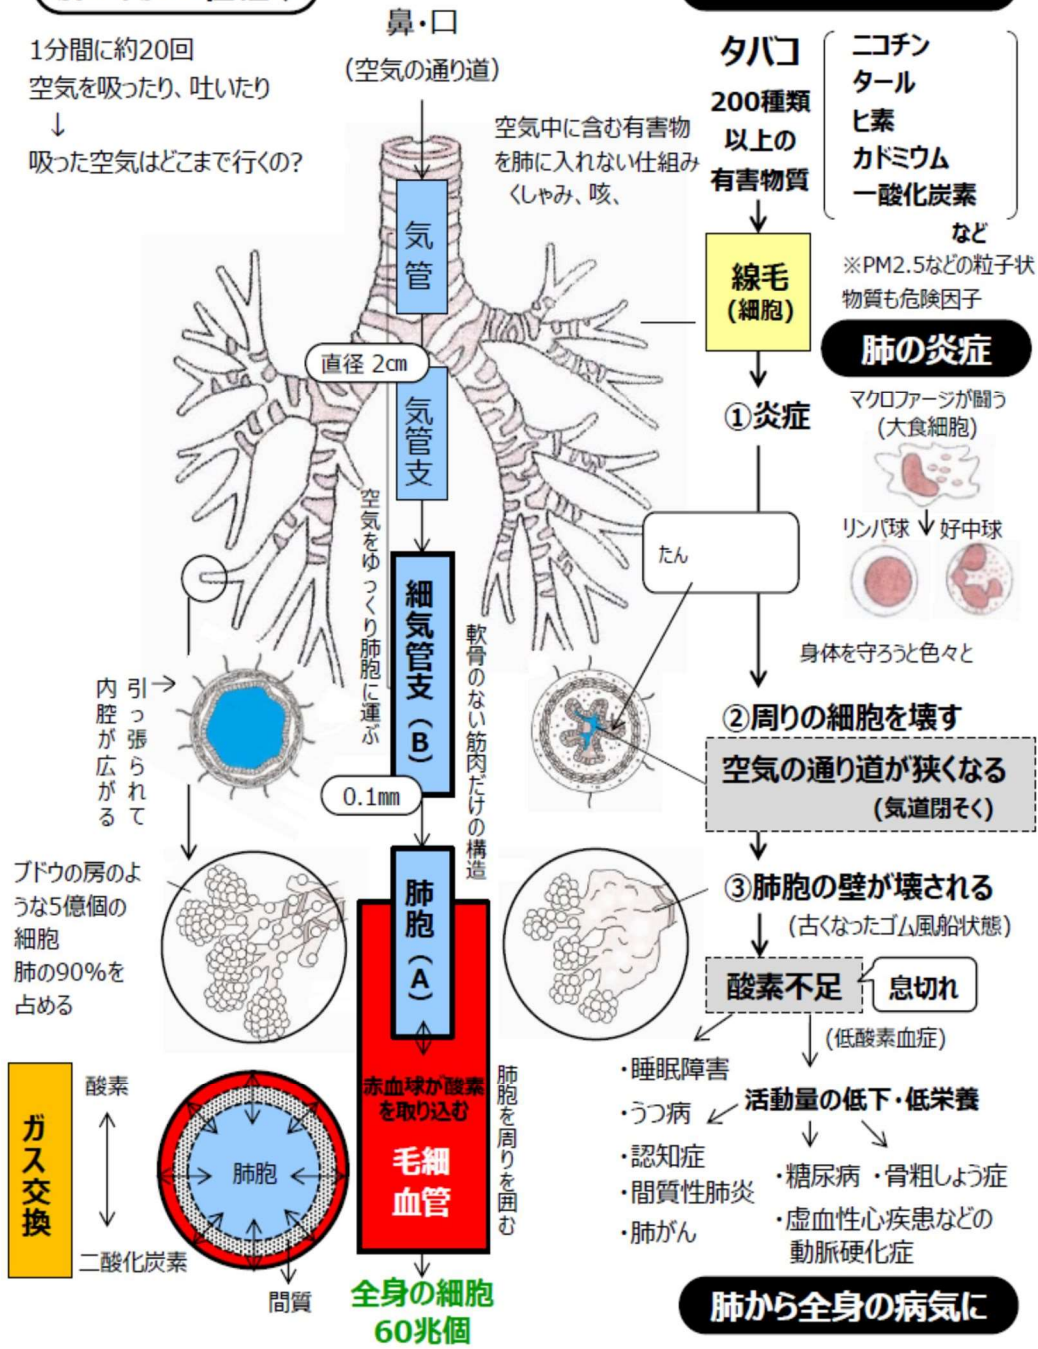 1分間に約20回
空気を吸ったり、吐いたり
↓
吸った空気はどこまで行くの?
鼻・口
(空気の通り道)
空気中に含む有害物
を肺に入れない仕組み
くしゃみ、咳、
気管
直径 2㎝
気管支
空気をゆっくり肺胞に運ぶ
細気管支(B)
軟骨のない筋肉だけの構造
0.1㎜
引っ張られて
内腔が広がる
ブドウの房のよ
うな5億個の
細胞
肺の90%を
占める
肺胞(A)
赤血球が酸素
を取り込む
毛細
血管
肺胞を周りを囲む
全身の細胞
60兆個
ガス交換
酸素
二酸化炭素
肺胞
間質
タバコ
200種類
以上の
有害物質
ニコチン
タール
ヒ素
カドミウム
一酸化炭素
など
※PM2.5などの粒子状
物質も危険因子
線毛
(細胞)
肺の炎症
①炎症
マクロファージが闘う
(大食細胞)
リンパ球
好中球
たん
身体を守ろうと色々と
②周りの細胞を壊す
空気の通り道が狭くなる
(気道閉そく)
③肺胞の壁が壊される
(古くなったゴム風船状態)
酸素不足
息切れ
(低酸素血症)
・睡眠障害
・うつ病
・認知症
・間質性肺炎
・肺がん
活動量の低下・低栄養
・糖尿病
・骨粗しょう症
・虚血性心疾患などの
動脈硬化症
肺から全身の病気に